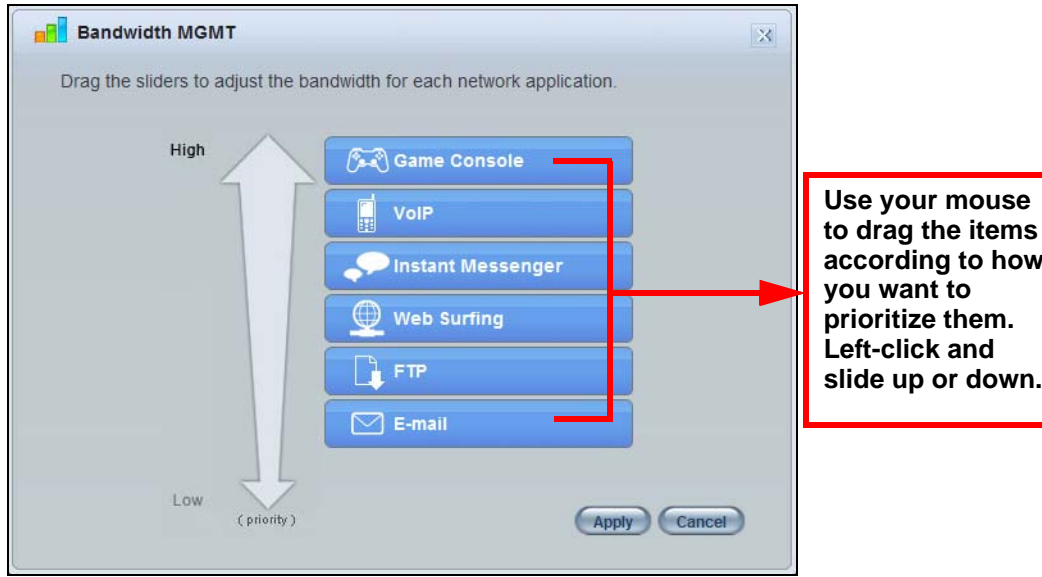 Bandwidth MGMT
Drag the sliders to adjust the bandwidth for each network application.
High
Game Console
VoIP
Instant Messenger
Web Surfing
FTP
E-mail
Low
( priority )
Apply
Cancel
Use your mouse
to drag the items
according to how
you want to
prioritize them.
Left-click and
slide up or down.